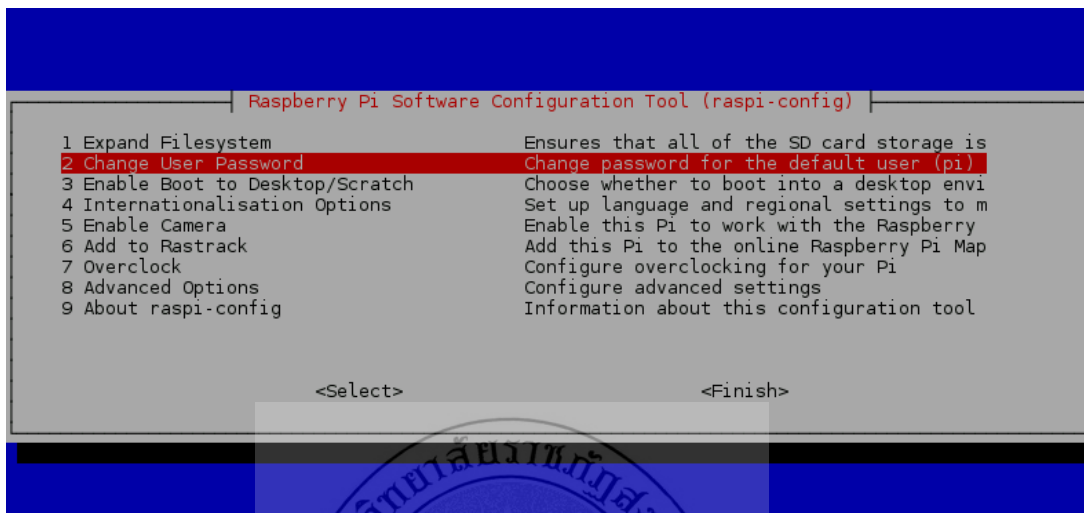 Raspberry Pi Software Configuration Tool (raspi-config)
1 Expand Filesystem Ensures that all of the SD card storage is
2 Change User Password Change password for the default user (pi)
3 Enable Boot to Desktop/Scratch Choose whether to boot into a desktop envi
4 Internationalisation Options Set up language and regional settings to m
5 Enable Camera Enable this Pi to work with the Raspberry
6 Add to Rastrack Add this Pi to the online Raspberry Pi Map
7 Overclock Configure overclocking for your Pi
8 Advanced Options Configure advanced settings
9 About raspi-config Information about this configuration tool
<Select> <Finish>